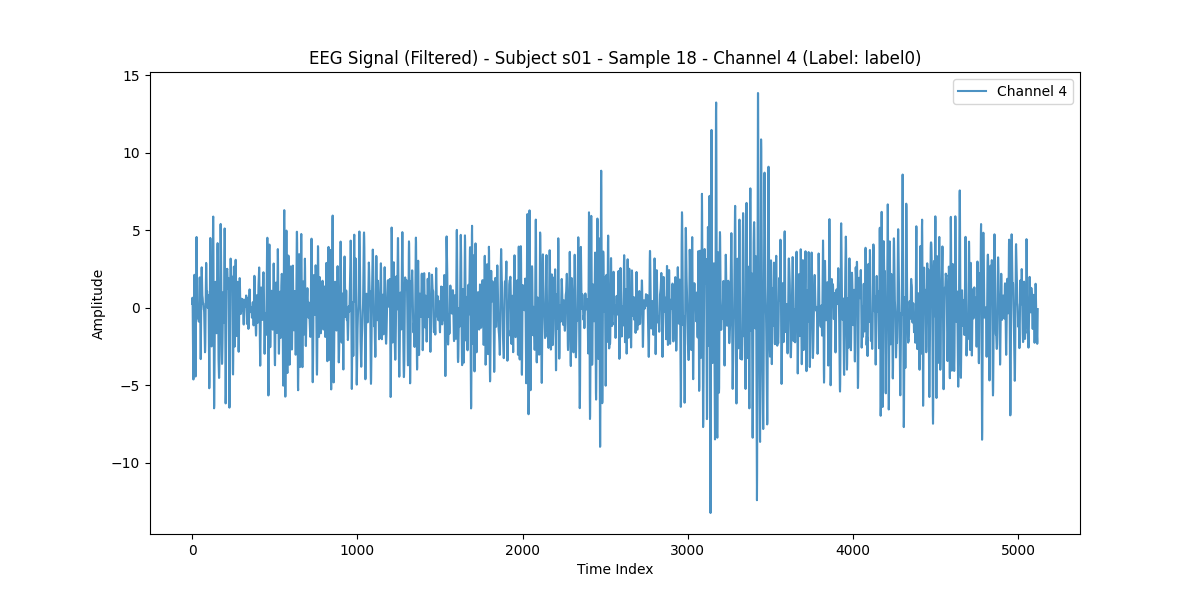 EEG Signal (Filtered) - Subject s01 - Sample 18 - Channel 4 (Label: label0)
Channel 4
15
10
5
0
−5
−10
Amplitude
0 1000 2000 3000 4000 5000
Time Index